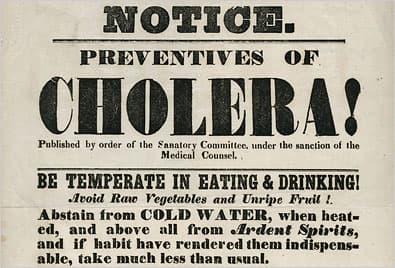 NOTICE.
PREVENTIVES OF
CHOLERA!
Published by order of the Sanatory Committee, under the sanction of the
Medical Counsel.
BE TEMPERATE IN EATING & DRINKING!
Avoid Raw Vegetables and Unripe Fruit !.
Abstain from COLD WATER, when heat-
ed, and above all from Ardent Spirits,
and if habit have rendered them indispens-
able, take much less than usual.